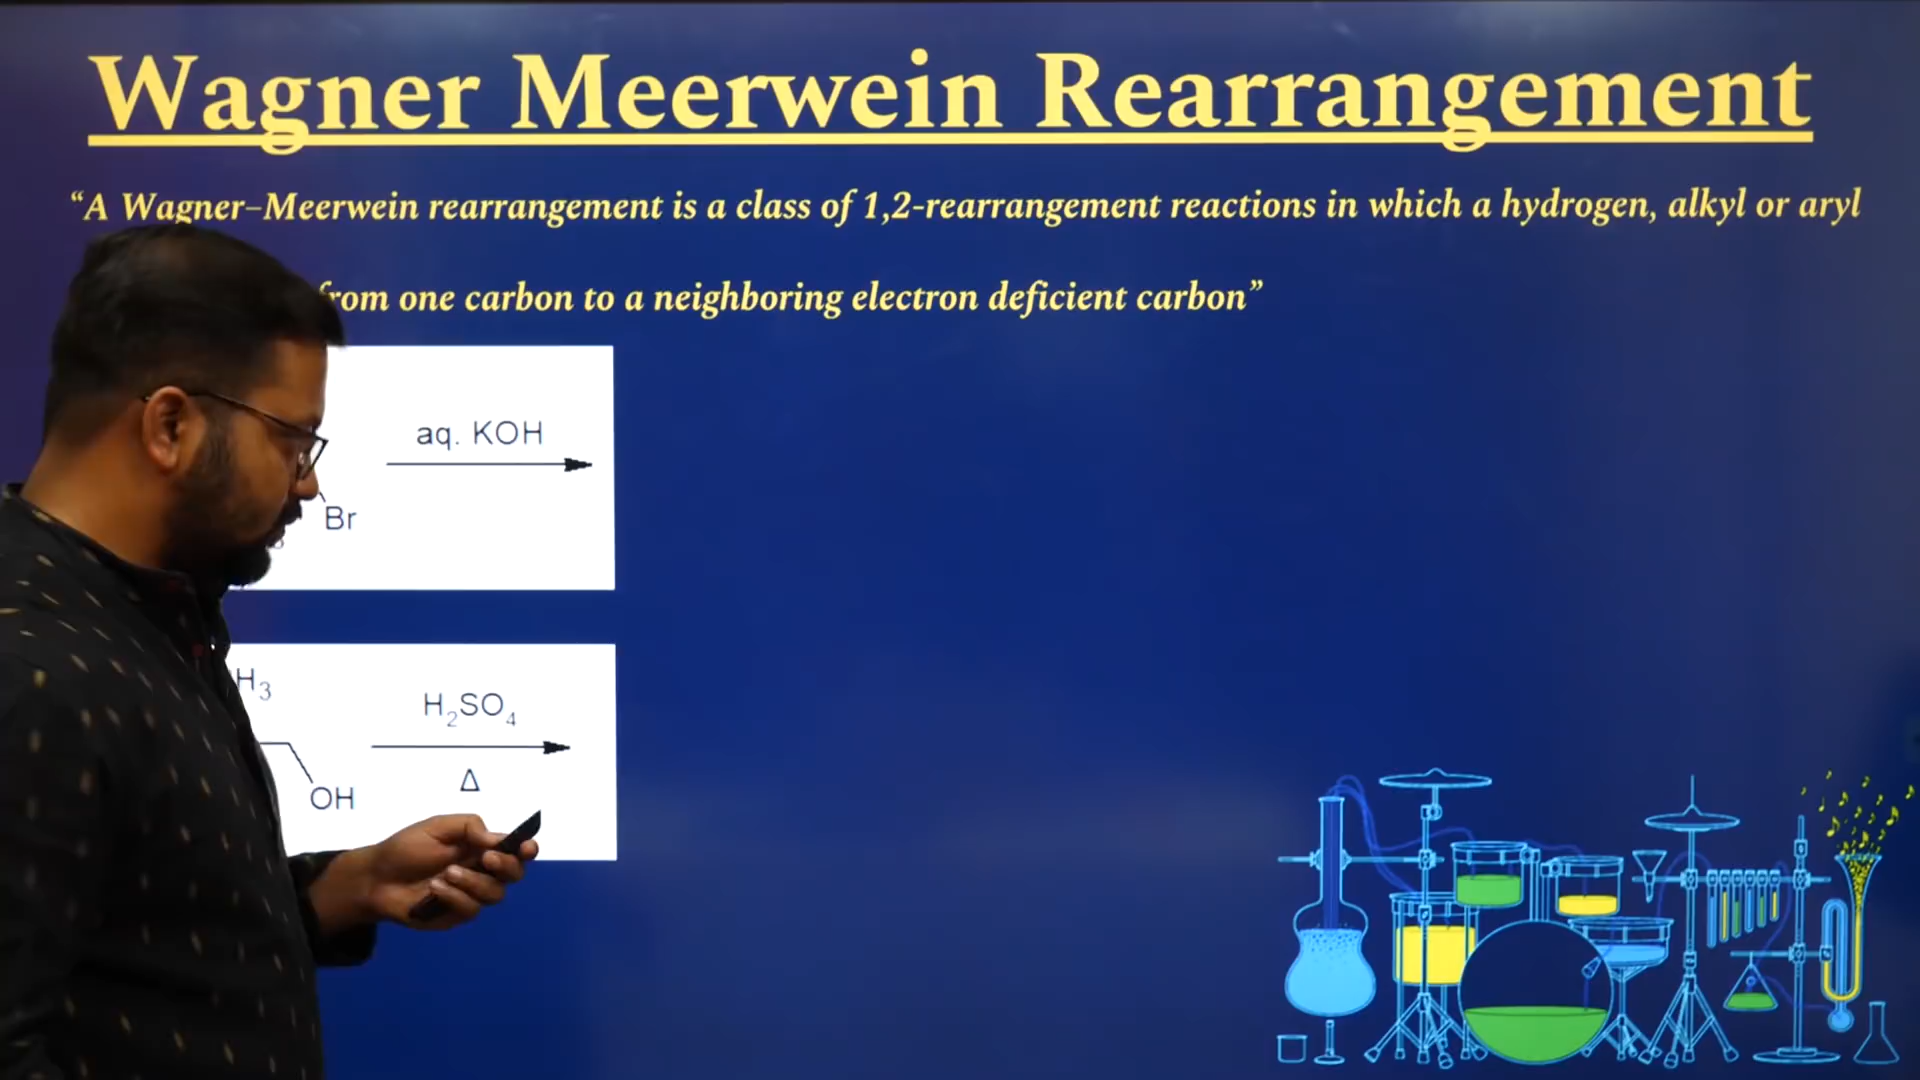 Wagner Meerwein Rearrangement
“A Wagner–Meerwein rearrangement is a class of 1,2-rearrangement reactions in which a hydrogen, alkyl or aryl
from one carbon to a neighboring electron deficient carbon”
aq. KOH
Br
H₃
H₂SO₄
Δ
OH